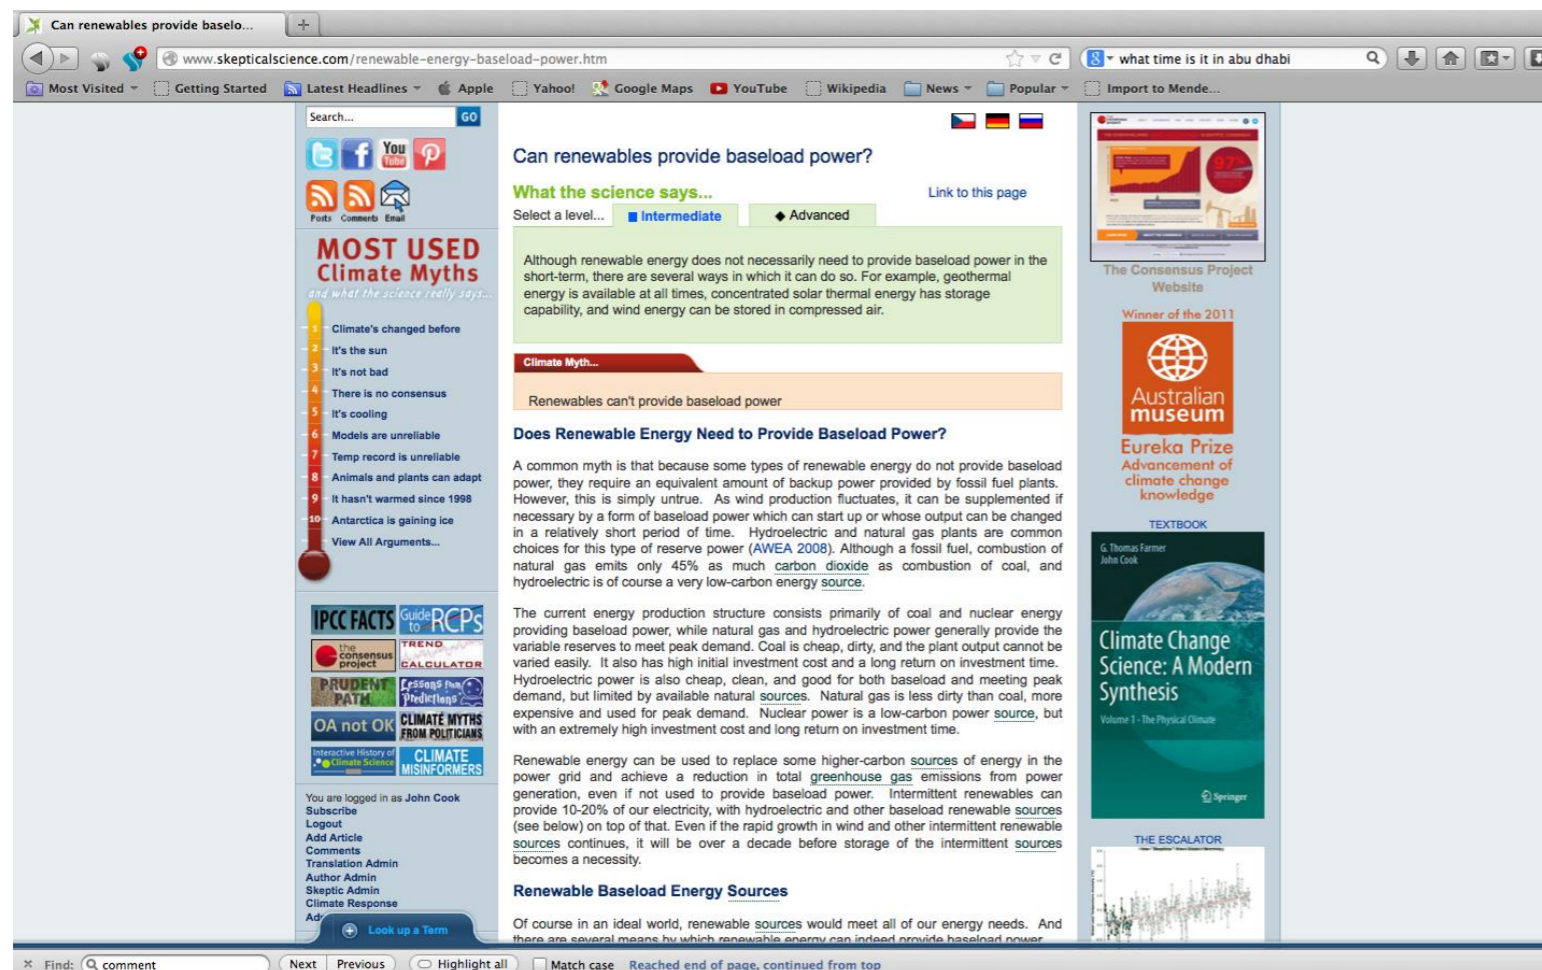 Can renewables provide baselo...
www.skepticalscience.com/renewable-energy-baseload-power.htm
what time is it in abu dhabi
Most Visited
Getting Started
Latest Headlines
Apple
Yahoo!
Google Maps
YouTube
Wikipedia
News
Popular
Import to Mende...
Search...
GO
You
Tube
Posts Comments Email
MOST USED
Climate Myths
and what the science really says...
1 Climate's changed before
2 It's the sun
3 It's not bad
4 There is no consensus
5 It's cooling
6 Models are unreliable
7 Temp record is unreliable
8 Animals and plants can adapt
9 It hasn't warmed since 1998
10 Antarctica is gaining ice
View All Arguments...
IPCC FACTS
Guide to RCPs
the consensus project
TREND CALCULATOR
PRUDENT PATH
Lessons from Predictions
OA not OK
CLIMATE MYTHS FROM POLITICIANS
Interactive History of Climate Science
CLIMATE MISINFORMERS
You are logged in as John Cook
Subscribe
Logout
Add Article
Comments
Translation Admin
Author Admin
Skeptic Admin
Climate Response
Look up a Term
Can renewables provide baseload power?
What the science says...
Link to this page
Select a level...
Intermediate
Advanced
Although renewable energy does not necessarily need to provide baseload power in the
short-term, there are several ways in which it can do so. For example, geothermal
energy is available at all times, concentrated solar thermal energy has storage
capability, and wind energy can be stored in compressed air.
Climate Myth...
Renewables can't provide baseload power
Does Renewable Energy Need to Provide Baseload Power?
A common myth is that because some types of renewable energy do not provide baseload
power, they require an equivalent amount of backup power provided by fossil fuel plants.
However, this is simply untrue. As wind production fluctuates, it can be supplemented if
necessary by a form of baseload power which can start up or whose output can be changed
in a relatively short period of time. Hydroelectric and natural gas plants are common
choices for this type of reserve power (AWEA 2008). Although a fossil fuel, combustion of
natural gas emits only 45% as much carbon dioxide as combustion of coal, and
hydroelectric is of course a very low-carbon energy source.
The current energy production structure consists primarily of coal and nuclear energy
providing baseload power, while natural gas and hydroelectric power generally provide the
variable reserves to meet peak demand. Coal is cheap, dirty, and the plant output cannot be
varied easily. It also has high initial investment cost and a long return on investment time.
Hydroelectric power is also cheap, clean, and good for both baseload and meeting peak
demand, but limited by available natural sources. Natural gas is less dirty than coal, more
expensive and used for peak demand. Nuclear power is a low-carbon power source, but
with an extremely high investment cost and long return on investment time.
Renewable energy can be used to replace some higher-carbon sources of energy in the
power grid and achieve a reduction in total greenhouse gas emissions from power
generation, even if not used to provide baseload power. Intermittent renewables can
provide 10-20% of our electricity, with hydroelectric and other baseload renewable sources
(see below) on top of that. Even if the rapid growth in wind and other intermittent renewable
sources continues, it will be over a decade before storage of the intermittent sources
becomes a necessity.
Renewable Baseload Energy Sources
Of course in an ideal world, renewable sources would meet all of our energy needs. And
there are several means by which renewable energy can indeed provide baseload power
97%
The Consensus Project
Website
Winner of the 2011
Australian
museum
Eureka Prize
Advancement of
climate change
knowledge
TEXTBOOK
G. Thomas Farmer
John Cook
Climate Change
Science: A Modern
Synthesis
Volume 1 - The Physical Climate
Springer
THE ESCALATOR
Find: comment
Next
Previous
Highlight all
Match case
Reached end of page, continued from top